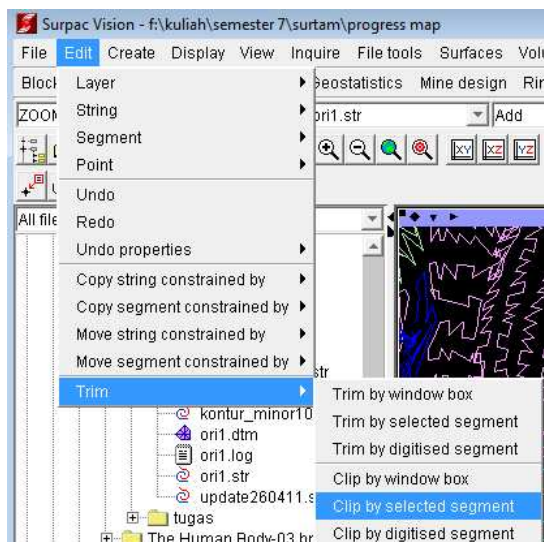 Surpac Vision - f:\kuliah\semester 7\surtam\progress map
File Edit Create Display View Inquire File tools Surfaces
Geostatistics Mine design
ori1.str Add
XY XZ YZ
All
Layer
String
Segment
Point
Undo
Redo
Undo properties
Copy string constrained by
Copy segment constrained by
Move string constrained by
Move segment constrained by
Trim
Trim by window box
Trim by selected segment
Trim by digitised segment
Clip by window box
Clip by selected segment
Clip by digitised segment
kontur_minor10
ori1.dtm
ori1.log
ori1.str
update260411.s
tugas
The Human Body-03.br